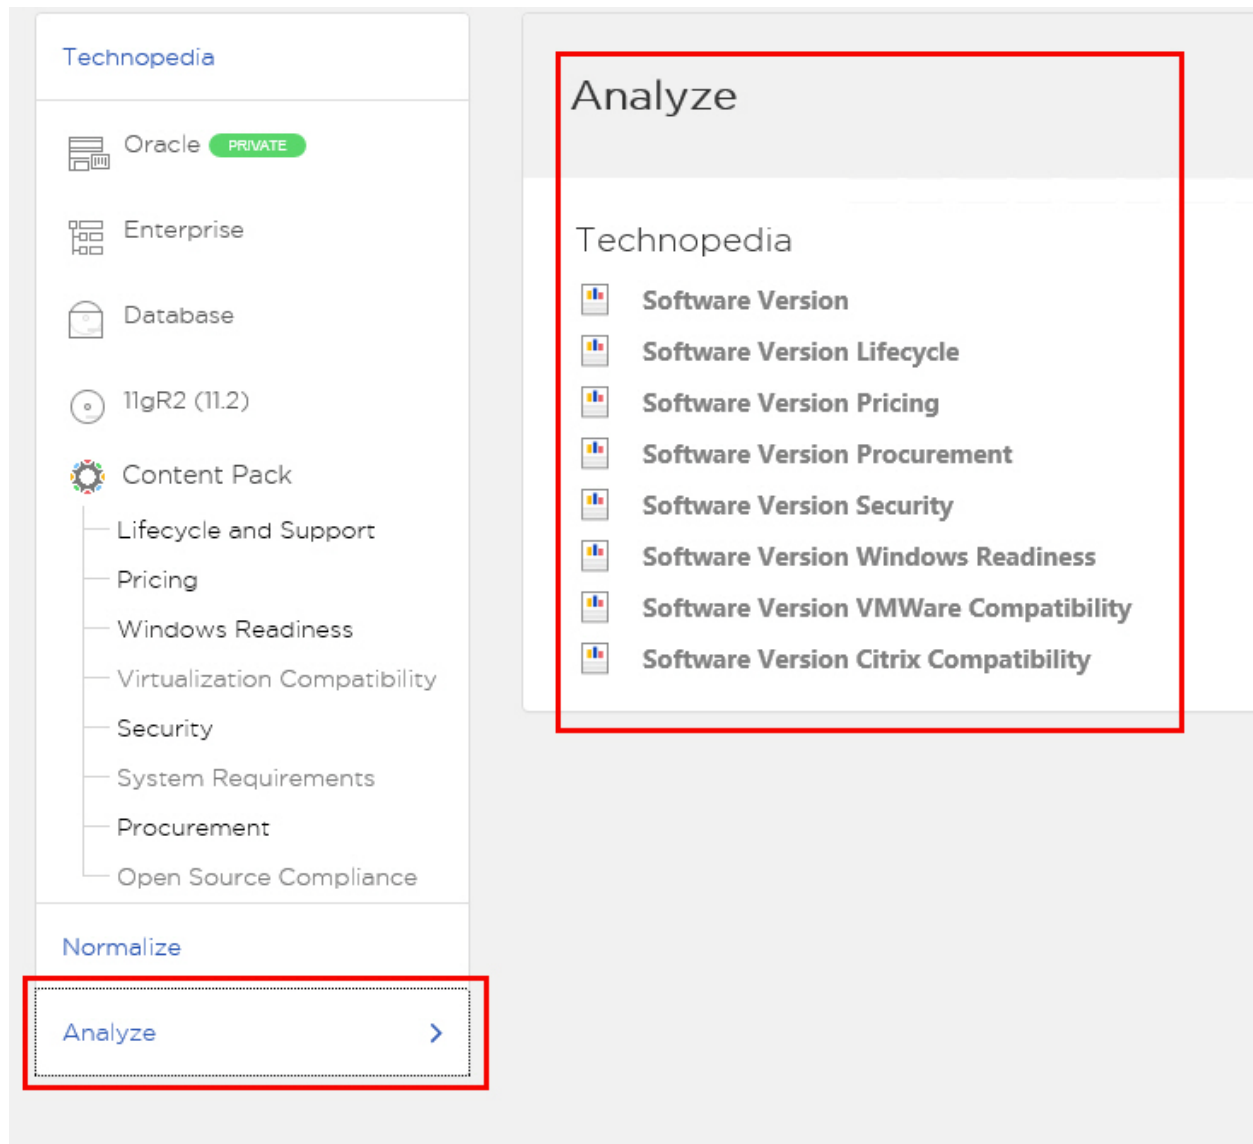 Technopedia
Oracle PRIVATE
Enterprise
Database
11gR2 (11.2)
Content Pack
Lifecycle and Support
Pricing
Windows Readiness
Virtualization Compatibility
Security
System Requirements
Procurement
Open Source Compliance
Normalize
Analyze
Analyze
Technopedia
Software Version
Software Version Lifecycle
Software Version Pricing
Software Version Procurement
Software Version Security
Software Version Windows Readiness
Software Version VMWare Compatibility
Software Version Citrix Compatibility